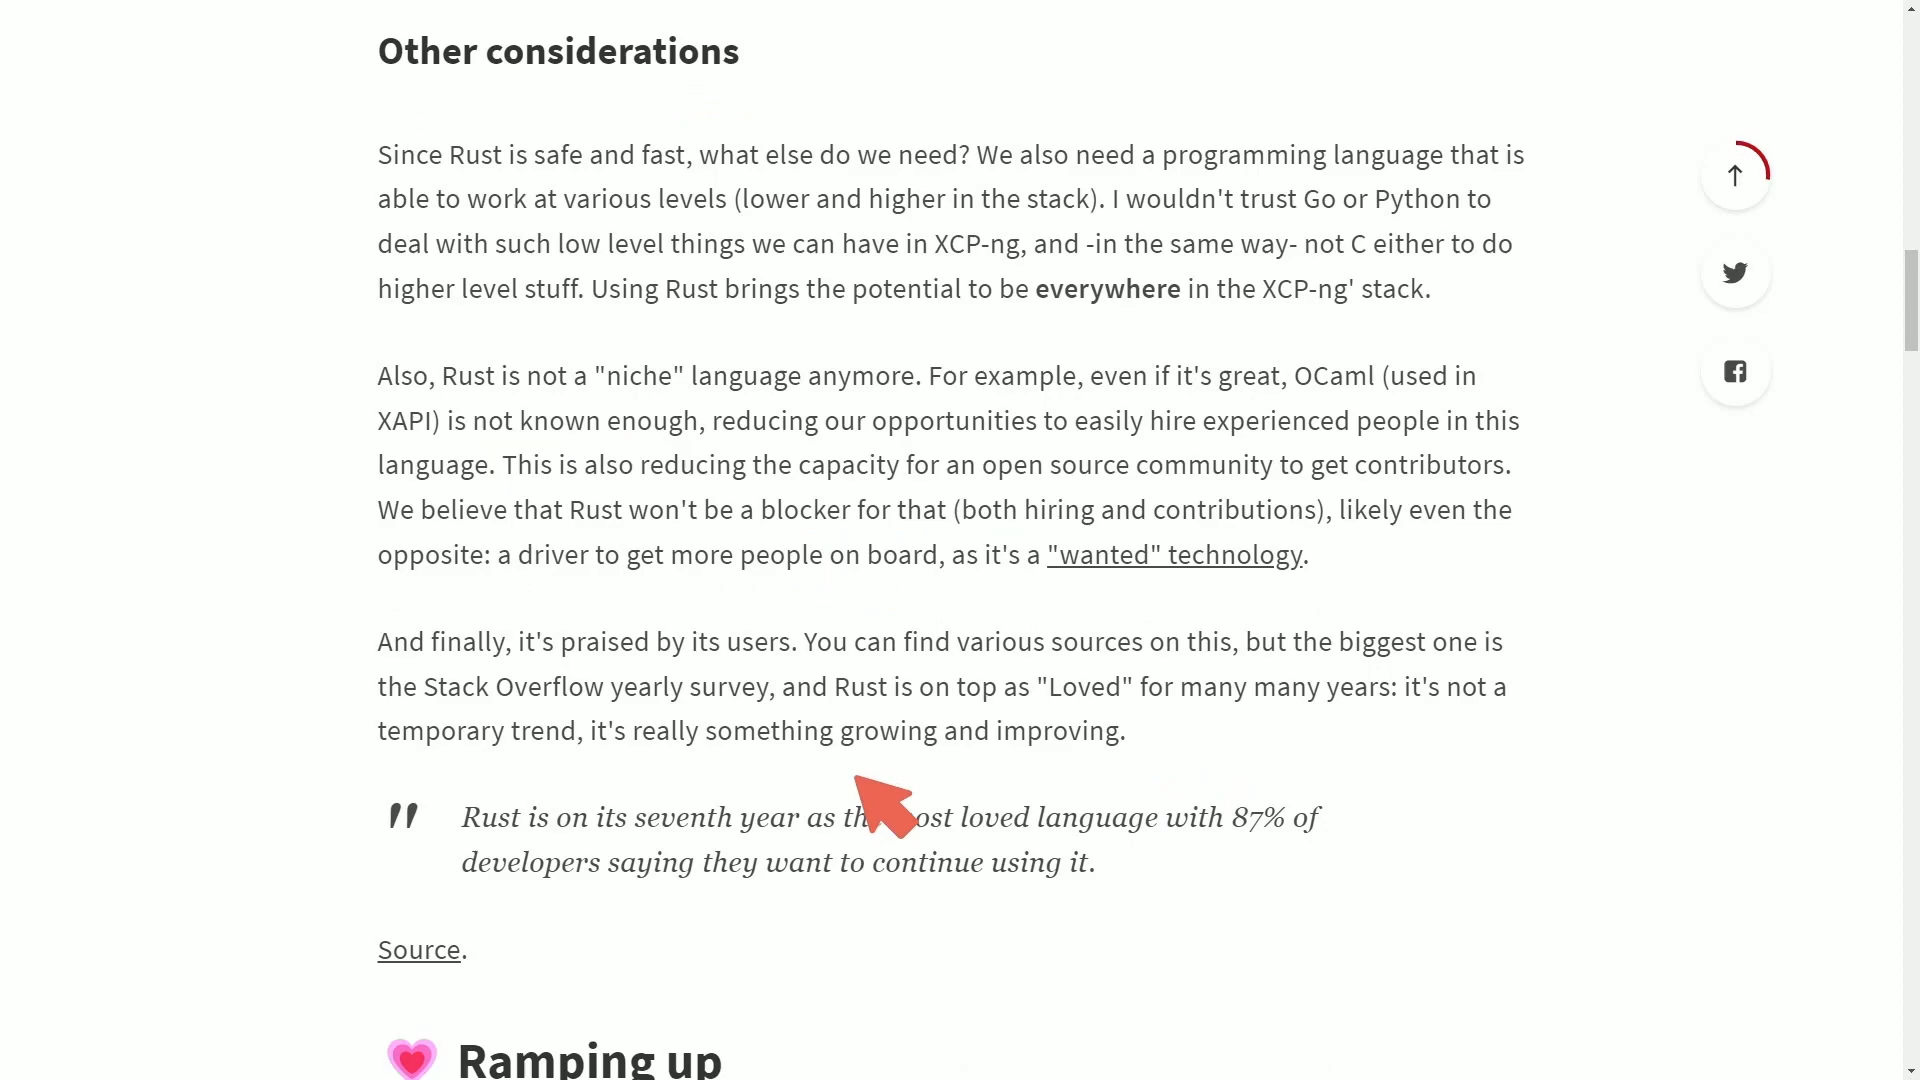 Other considerations
Since Rust is safe and fast, what else do we need? We also need a programming language that is
able to work at various levels (lower and higher in the stack). I wouldn't trust Go or Python to
deal with such low level things we can have in XCP-ng, and -in the same way- not C either to do
higher level stuff. Using Rust brings the potential to be everywhere in the XCP-ng' stack.
Also, Rust is not a "niche" language anymore. For example, even if it's great, OCaml (used in
XAPI) is not known enough, reducing our opportunities to easily hire experienced people in this
language. This is also reducing the capacity for an open source community to get contributors.
We believe that Rust won't be a blocker for that (both hiring and contributions), likely even the
opposite: a driver to get more people on board, as it's a "wanted" technology.
And finally, it's praised by its users. You can find various sources on this, but the biggest one is
the Stack Overflow yearly survey, and Rust is on top as "Loved" for many many years: it's not a
temporary trend, it's really something growing and improving.
" Rust is on its seventh year as loved language with 87% of
developers saying they want to continue using it.
Source.
Ramping up